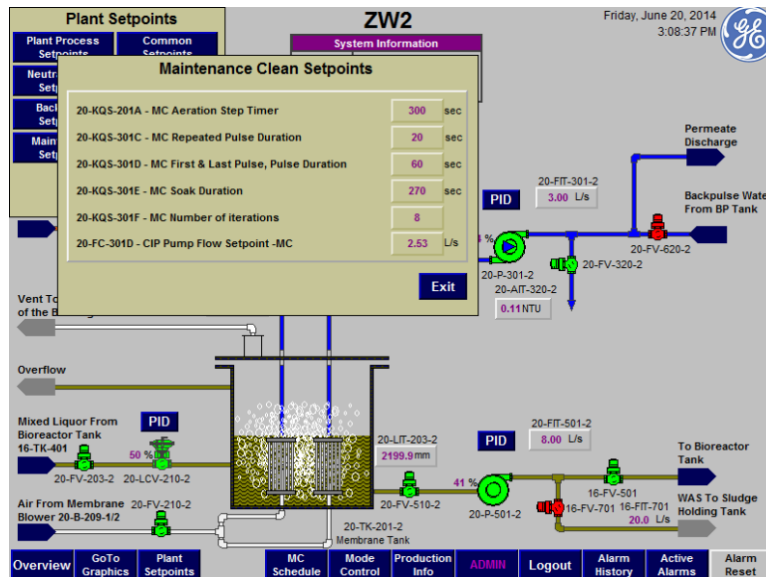 Plant Setpoints
ZW2
Friday, June 20, 2014
3:08:37 PM
Plant Process
Common
System Information
Maintenance Clean Setpoints
20-KQS-201A - MC Aeration Step Timer 300 sec
20-KQS-301C - MC Repeated Pulse Duration 20 sec
20-KQS-301D - MC First & Last Pulse, Pulse Duration 60 sec
20-KQS-301E - MC Soak Duration 270 sec
20-KQS-301F - MC Number of iterations 8
20-FC-301D - CIP Pump Flow Setpoint -MC 2.53 L/s
Exit
Permeate
Discharge
20-FIT-301-2
PID 3.00 L/s
Backpulse Wate
From BP Tank
%
20-FV-620-2
20-FV-320-2
20-P-301-2
20-AIT-320-2
0.11 NTU
Vent To
of the B
Overflow
Mixed Liquor From
Bioreactor Tank
16-TK-401
PID
50 %
20-FV-203-2 20-LCV-210-2
20-LIT-203-2
2199.9 mm
PID
20-FIT-501-2
8.00 L/s
To Bioreactor
Tank
41 %
20-FV-510-2
20-P-501-2
16-FV-501
16-FV-701 16-FIT-701
20.0 L/s
WAS To Sludge
Holding Tank
Air From Membrane
Blower 20-B-209-1/2
20-FV-210-2
20-TK-201-2
Membrane Tank
Overview
GoTo
Graphics
Plant
Setpoints
MC
Schedule
Mode
Control
Production
Info
ADMIN
Logout
Alarm
History
Active
Alarms
Alarm
Reset